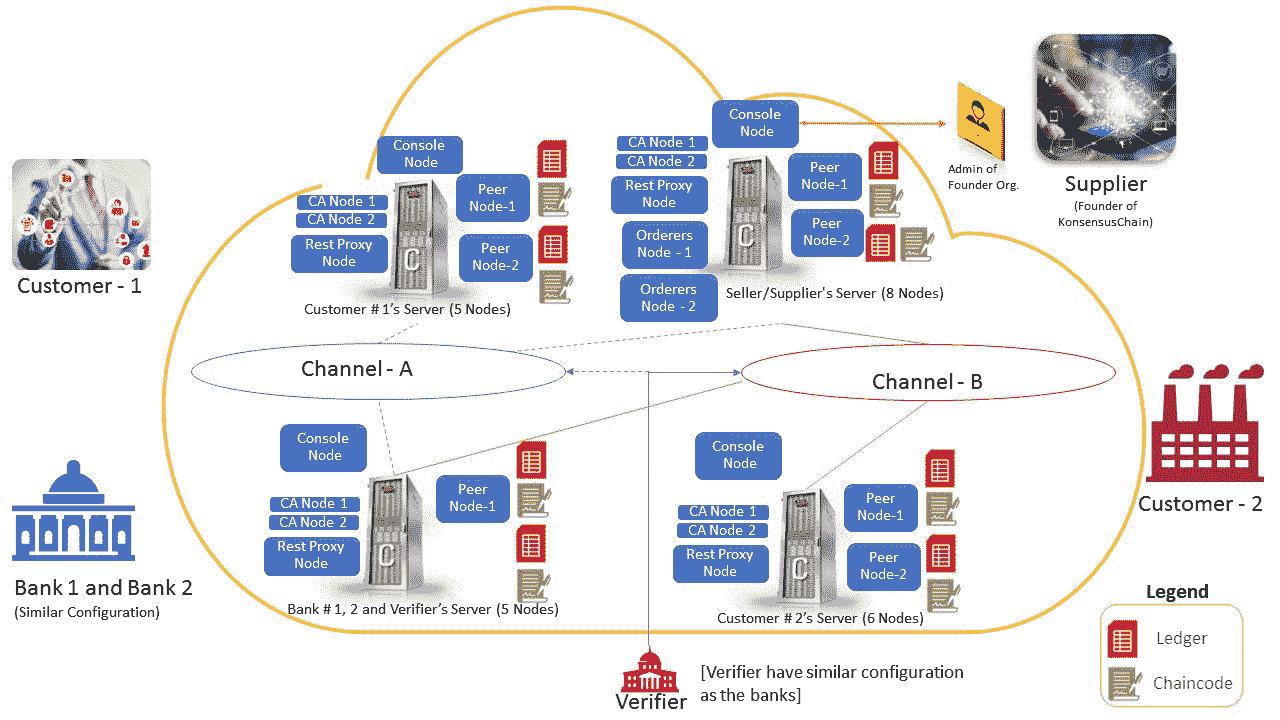 Console
Node
CA Node 1
CA Node 2
Rest Proxy
Node
Peer
Node-1
Peer
Node-2
Customer # 1's Server (5 Nodes)
Console
Node
CA Node 1
CA Node 2
Rest Proxy
Node
Orderers
Node - 1
Orderers
Node - 2
Peer
Node-1
Peer
Node-2
Seller/Supplier's Server (8 Nodes)
Admin of
Founder Org.
Supplier
(Founder of
KonsensusChain)
Customer - 1
Channel - A
Channel - B
Console
Node
CA Node 1
CA Node 2
Rest Proxy
Node
Peer
Node-1
Bank # 1, 2 and Verifier's Server (5 Nodes)
Console
Node
CA Node 1
CA Node 2
Rest Proxy
Node
Peer
Node-1
Peer
Node-2
Customer # 2's Server (6 Nodes)
Customer - 2
Bank 1 and Bank 2
(Similar Configuration)
Verifier
[Verifier have similar configuration
as the banks]
Legend
Ledger
Chaincode